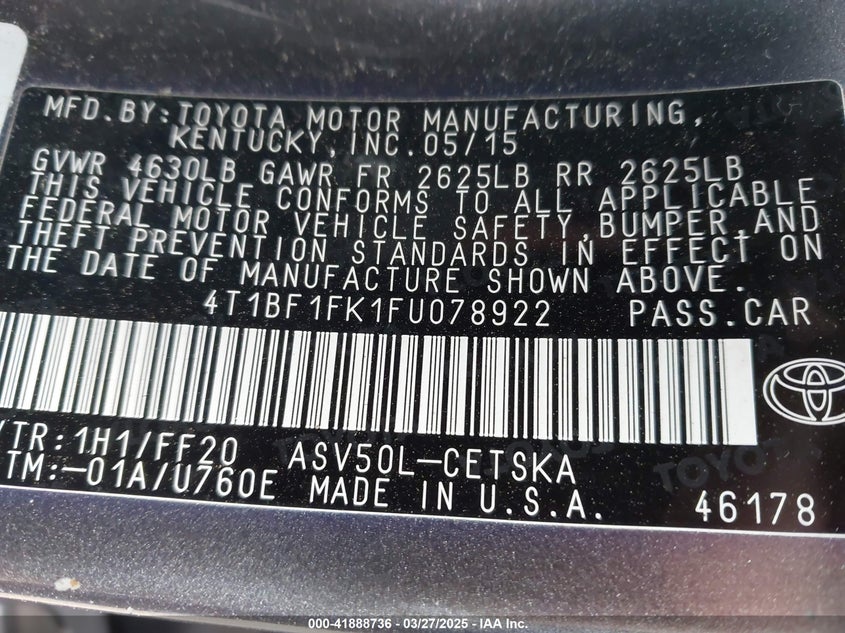 MFD.BY:TOYOTA MOTOR MANUFACTURING,
KENTUCKY,INC.05/15
GVWR 4630LB GAWR FR 2625LB RR 2625LB
THIS VEHICLE CONFORMS TO ALL APPLICABLE
FEDERAL MOTOR VEHICLE SAFETY,BUMPER,AND
THEFT PREVENTION STANDARDS IN EFFECT ON
THE DATE OF MANUFACTURE SHOWN ABOVE.
4T1BF1FK1FU078922 PASS.CAR
/TR:1H1/FF20 ASV50L-CETSKA
TM:-01A/U760E MADE IN U.S.A. 46178
000-41888736 - 03/27/2025 - IAA Inc.